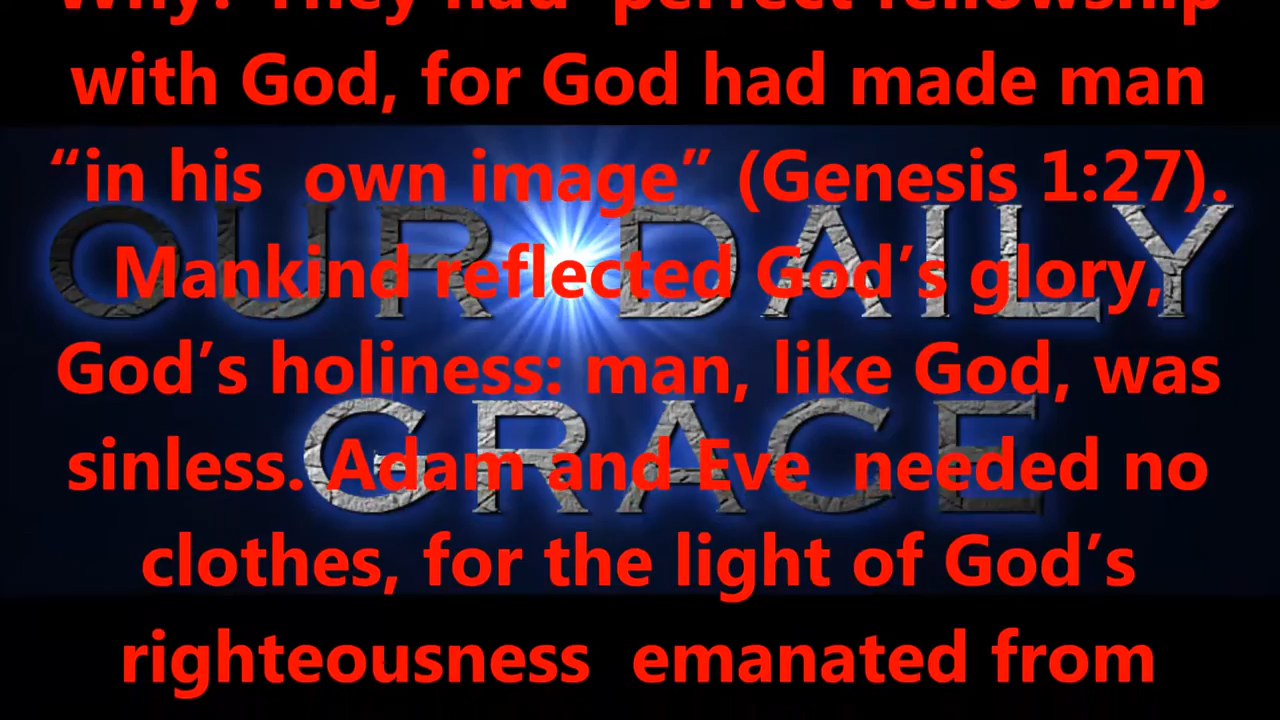 Why? They had perfect fellowship
with God, for God had made man
“in his own image” (Genesis 1:27).
OUR DAILY
Mankind reflected God’s glory,
God’s holiness: man, like God, was
GRACE
sinless. Adam and Eve needed no
clothes, for the light of God’s
righteousness emanated from